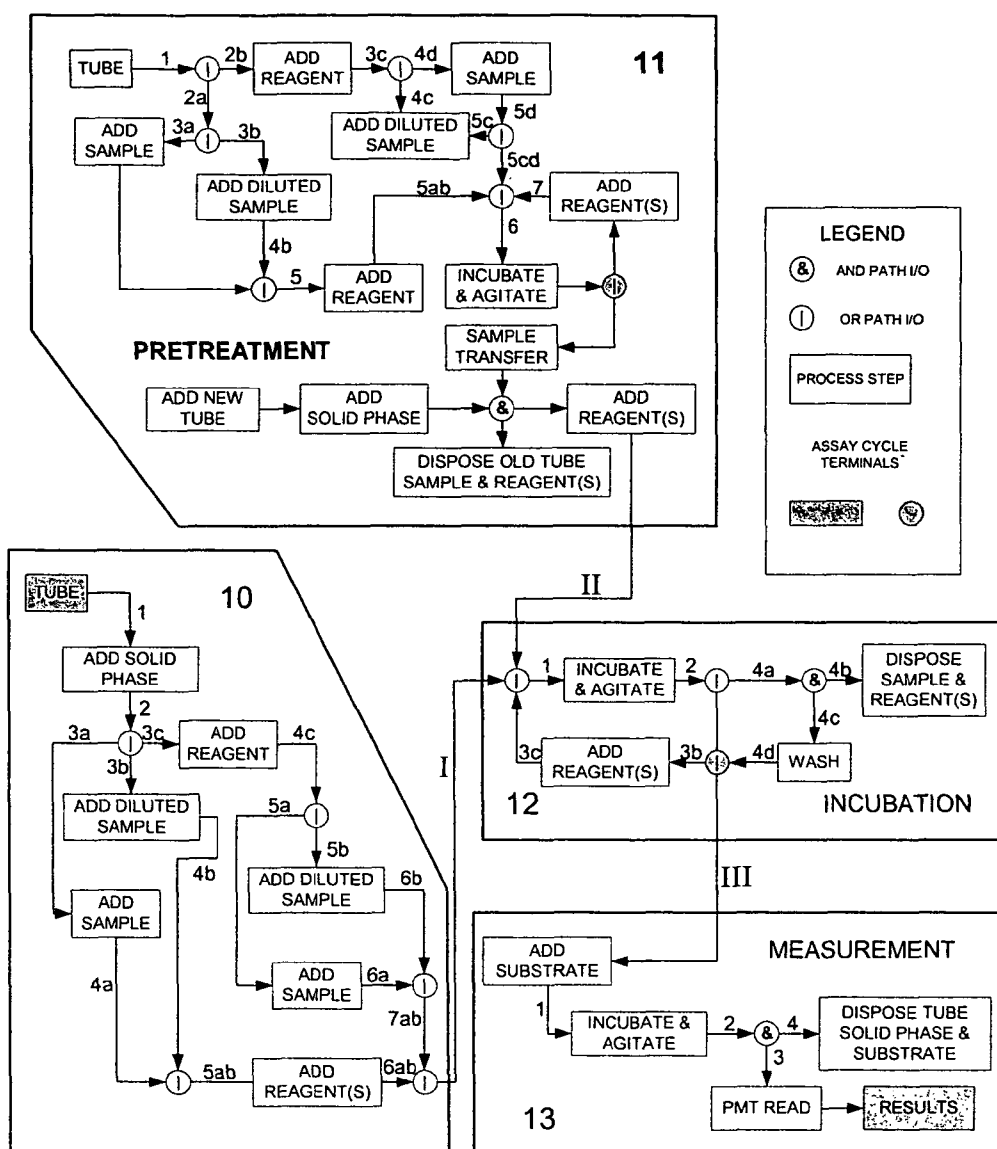 11
TUBE
1
2b
ADD
REAGENT
3c
4d
ADD
SAMPLE
2a
4c
5d
ADD
SAMPLE
3a
3b
ADD DILUTED
SAMPLE
5c
5cd
ADD DILUTED
SAMPLE
4b
5
ADD
REAGENT
5ab
7
ADD
REAGENT(S)
6
INCUBATE
& AGITATE
PRETREATMENT
SAMPLE
TRANSFER
ADD NEW
TUBE
ADD
SOLID PHASE
&
ADD
REAGENT(S)
DISPOSE OLD TUBE
SAMPLE & REAGENT(S)
LEGEND
& AND PATH I/O
| OR PATH I/O
PROCESS STEP
ASSAY CYCLE
TERMINALS
10
TUBE
1
ADD SOLID
PHASE
2
3a
3c
3b
ADD
REAGENT
4c
ADD DILUTED
SAMPLE
4b
5a
5b
ADD DILUTED
SAMPLE
6b
ADD
SAMPLE
4a
ADD
SAMPLE
6a
7ab
5ab
ADD
REAGENT(S)
6ab
I
II
1
INCUBATE
& AGITATE
2
4a
&
4b
DISPOSE
SAMPLE &
REAGENT(S)
4c
3c
ADD
REAGENT(S)
3b
4d
WASH
12
INCUBATION
III
MEASUREMENT
ADD
SUBSTRATE
1
INCUBATE &
AGITATE
2
&
4
DISPOSE TUBE
SOLID PHASE &
SUBSTRATE
3
PMT READ
RESULTS
13